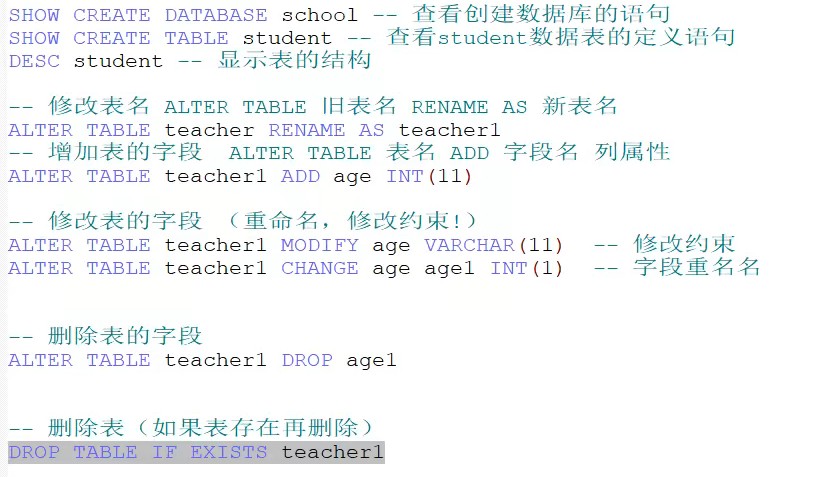 SHOW CREATE DATABASE school -- 查看创建数据库的语句
SHOW CREATE TABLE student -- 查看student数据表的定义语句
DESC student -- 显示表的结构
-- 修改表名 ALTER TABLE 旧表名 RENAME AS 新表名
ALTER TABLE teacher RENAME AS teacher1
-- 增加表的字段 ALTER TABLE 表名 ADD 字段名 列属性
ALTER TABLE teacher1 ADD age INT(11)
-- 修改表的字段 （重命名，修改约束!）
ALTER TABLE teacher1 MODIFY age VARCHAR(11) -- 修改约束
ALTER TABLE teacher1 CHANGE age age1 INT(1) -- 字段重名名
-- 删除表的字段
ALTER TABLE teacher1 DROP age1
-- 删除表（如果表存在再删除）
DROP TABLE IF EXISTS teacher1